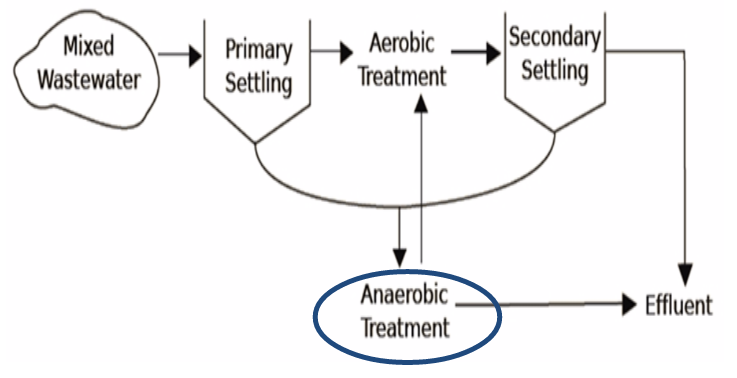 Mixed
Wastewater
Primary
Settling
Aerobic
Treatment
Secondary
Settling
Anaerobic
Treatment
Effluent